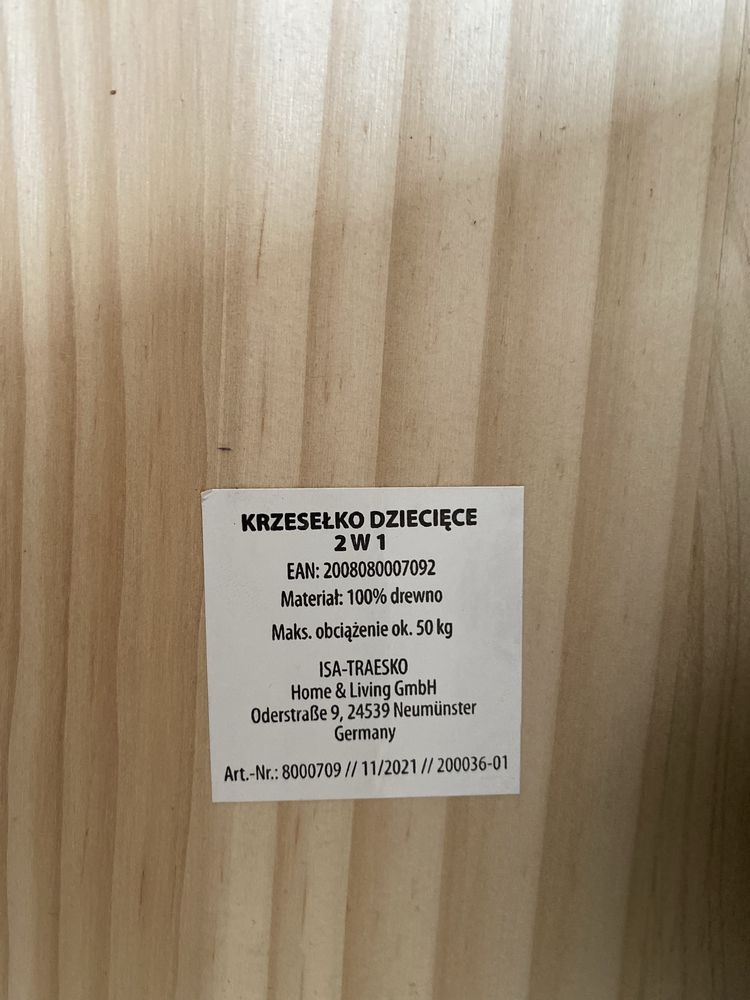 KRZESEŁKO DZIECIĘCE
2 W 1
EAN: 2008080007092
Materiał: 100% drewno
Maks. obciążenie ok. 50 kg
ISA-TRAESKO
Home & Living GmbH
Oderstraße 9, 24539 Neumünster
Germany
Art.-Nr.: 8000709 // 11/2021 // 200036-01